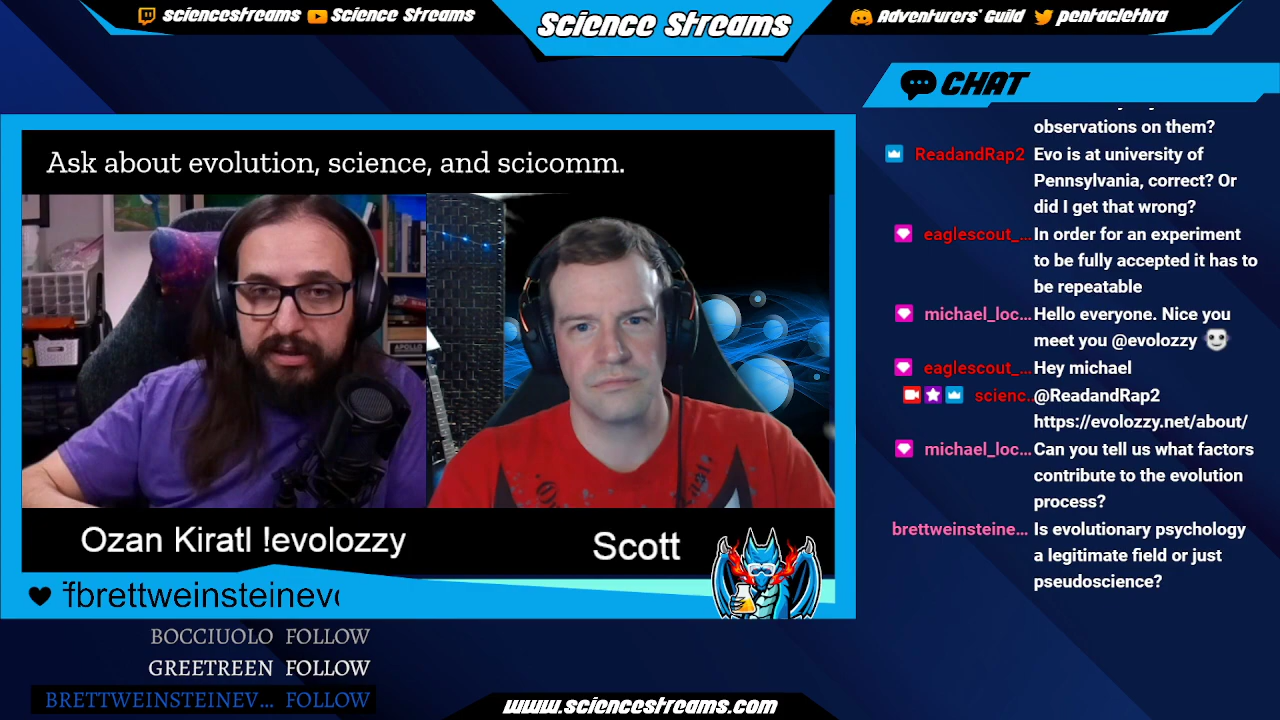 sciencestreams
Science Streams
Science Streams
Adventurers' Guild
pentaclethra
CHAT
Ask about evolution, science, and scicomm.
observations on them?
ReadandRap2 Evo is at university of
Pennsylvania, correct? Or
did I get that wrong?
eaglescout_... In order for an experiment
to be fully accepted it has to
be repeatable
michael_loc... Hello everyone. Nice you
meet you @evolozzy
eaglescout_... Hey michael
scienc... @ReadandRap2
https://evolozzy.net/about/
michael_loc... Can you tell us what factors
contribute to the evolution
process?
brettweinsteine... Is evolutionary psychology
a legitimate field or just
pseudoscience?
APOLLO
Ozan Kiratl !evolozzy
Scott
fbrettweinsteinev
BOCCIUOLO FOLLOW
GREETREEN FOLLOW
BRETTWEINSTEINEV... FOLLOW
www.sciencestreams.com